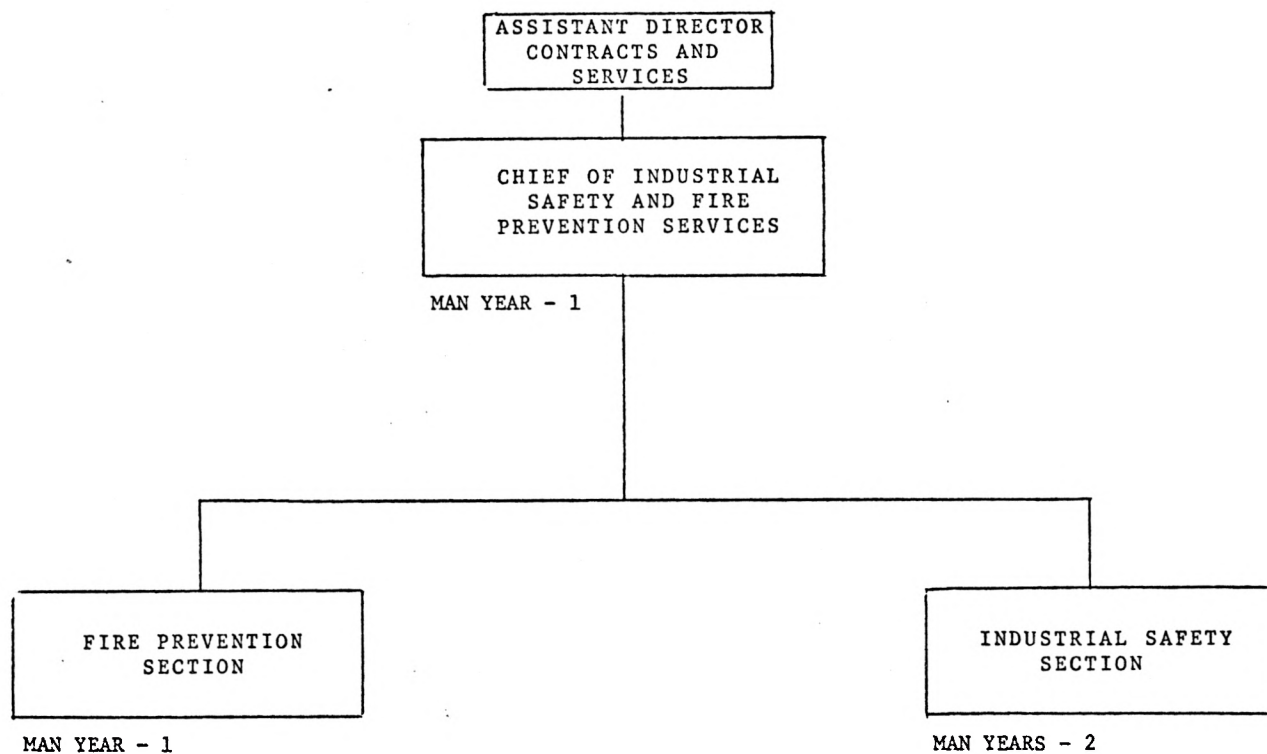 ASSISTANT DIRECTOR
CONTRACTS AND
SERVICES
CHIEF OF INDUSTRIAL
SAFETY AND FIRE
PREVENTION SERVICES
MAN YEAR - 1
FIRE PREVENTION
SECTION
MAN YEAR - 1
INDUSTRIAL SAFETY
SECTION
MAN YEARS - 2